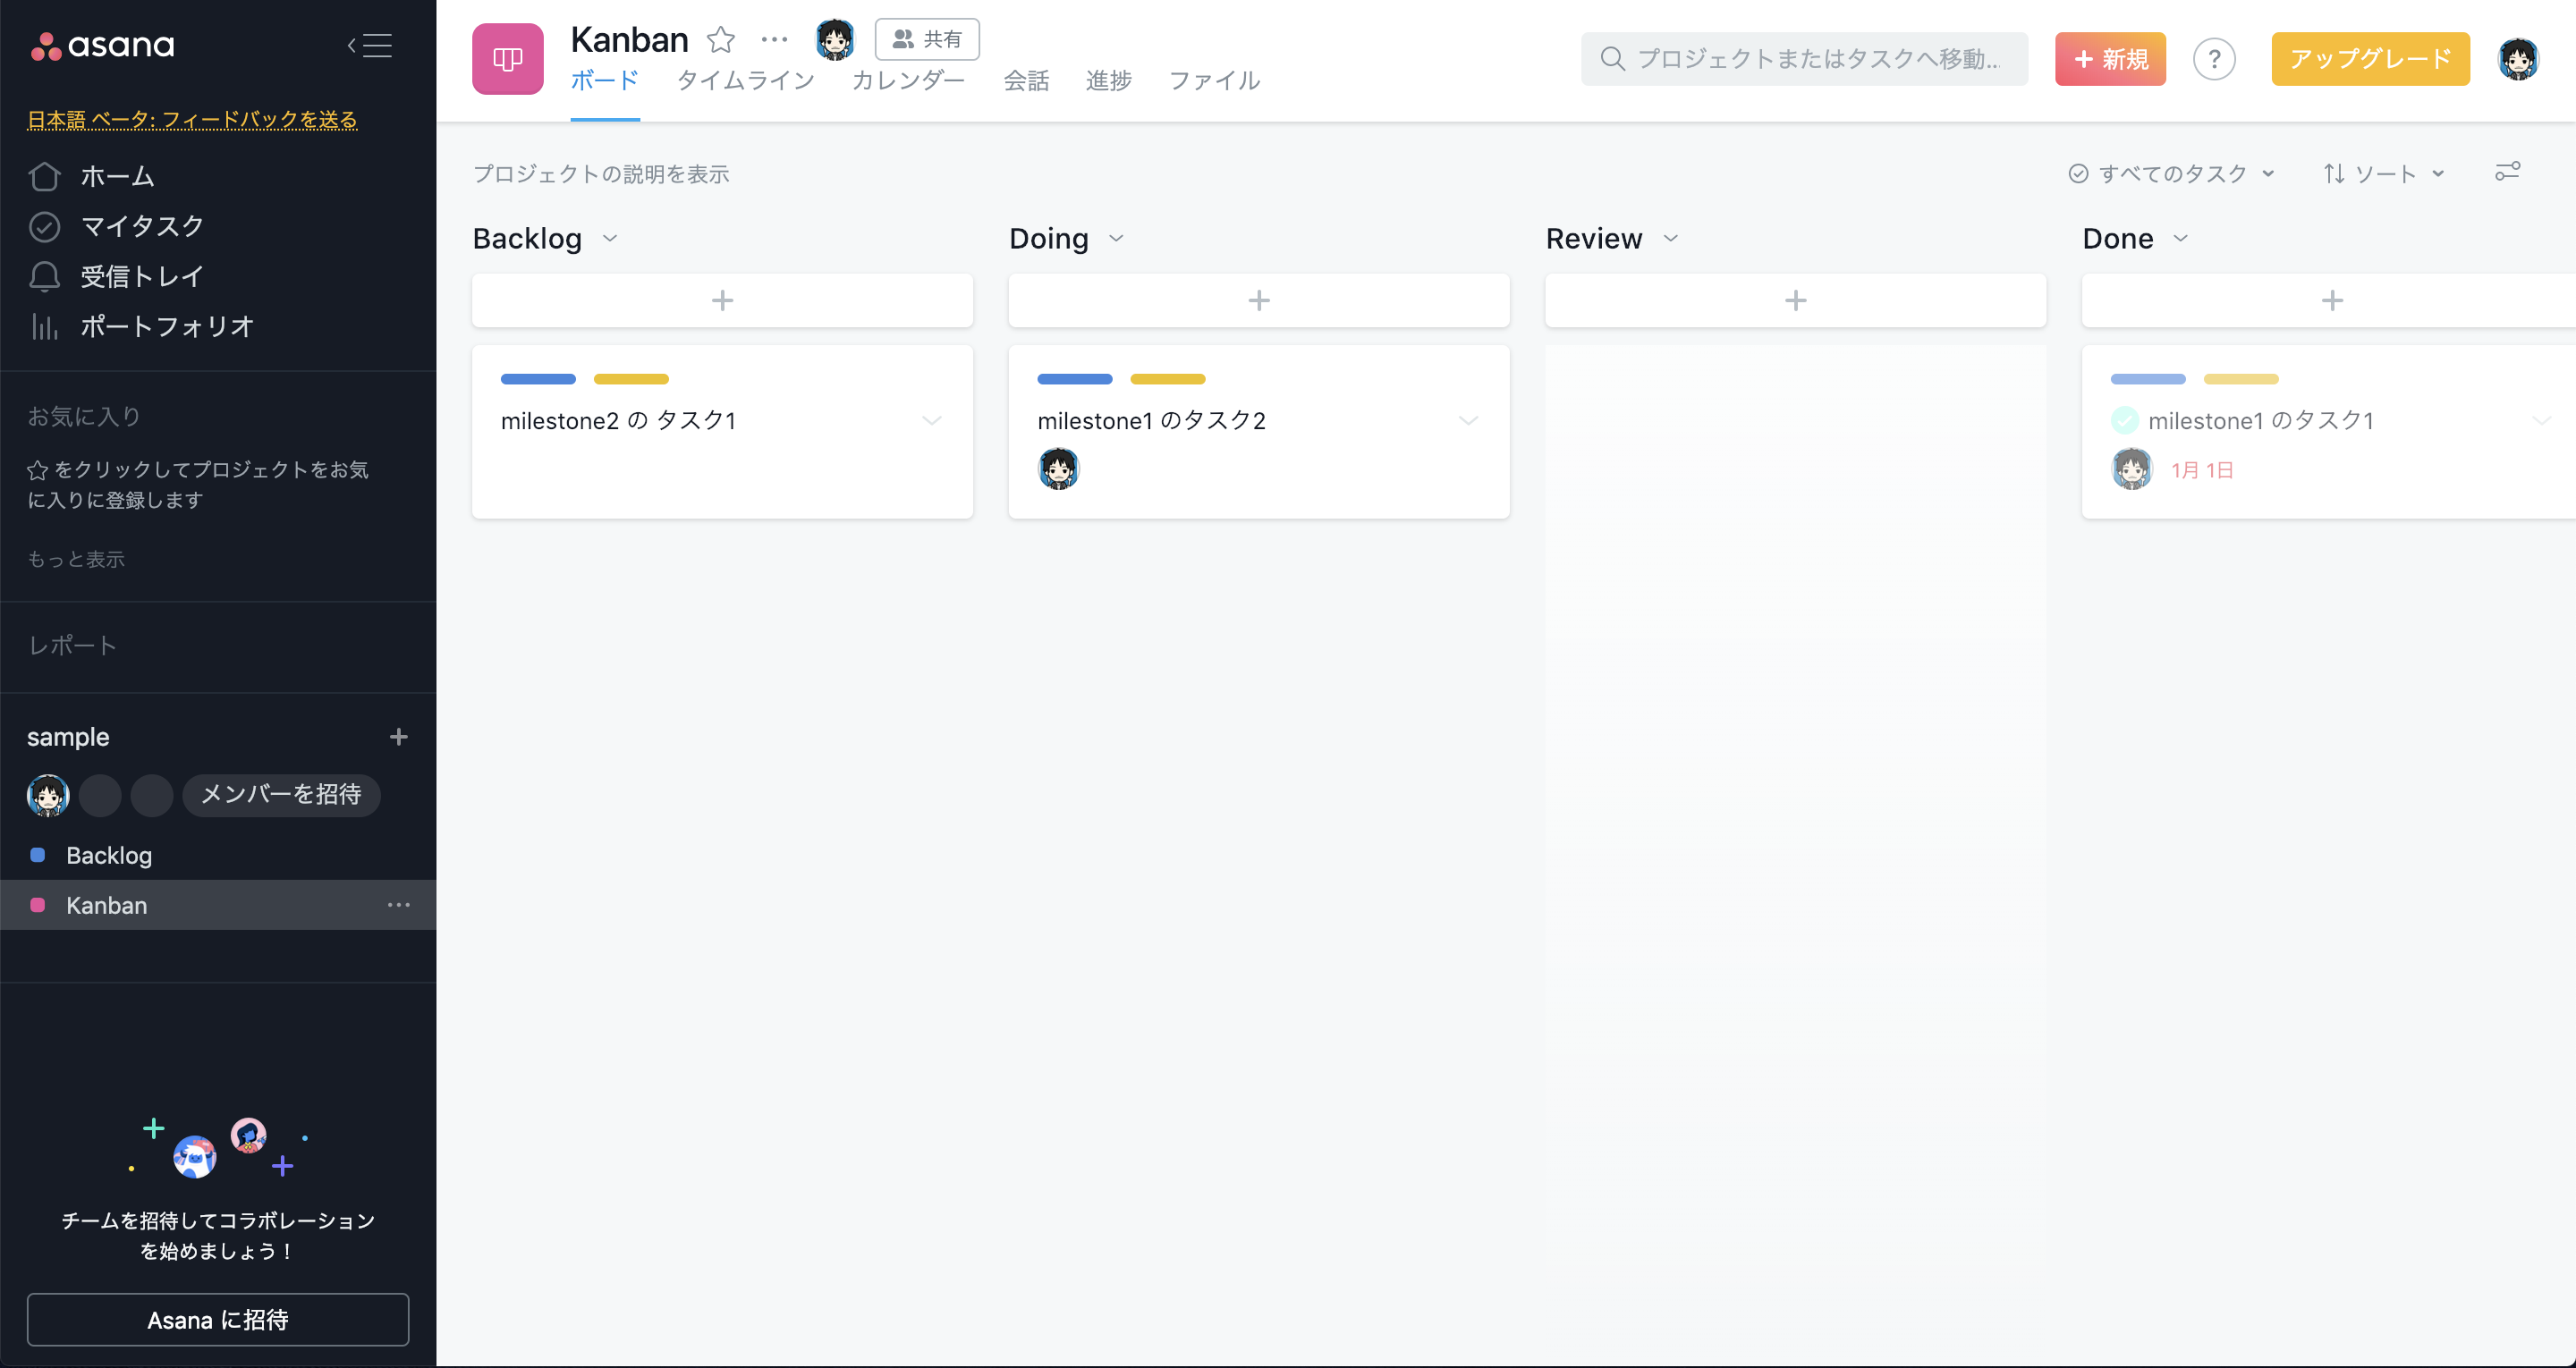 asana
日本語 ベータ: フィードバックを送る
ホーム
マイタスク
受信トレイ
ポートフォリオ
お気に入り
をクリックしてプロジェクトをお気
に入りに登録します
もっと表示
レポート
sample
メンバーを招待
Backlog
Kanban
チームを招待してコラボレーション
を始めましょう！
Asana に招待
Kanban
共有
ボード
タイムライン
カレンダー
会話
進捗
ファイル
プロジェクトまたはタスクへ移動...
+ 新規
?
アップグレード
プロジェクトの説明を表示
すべてのタスク
ソート
Backlog
milestone2 の タスク1
Doing
milestone1 のタスク2
Review
Done
milestone1 のタスク1
1月 1日